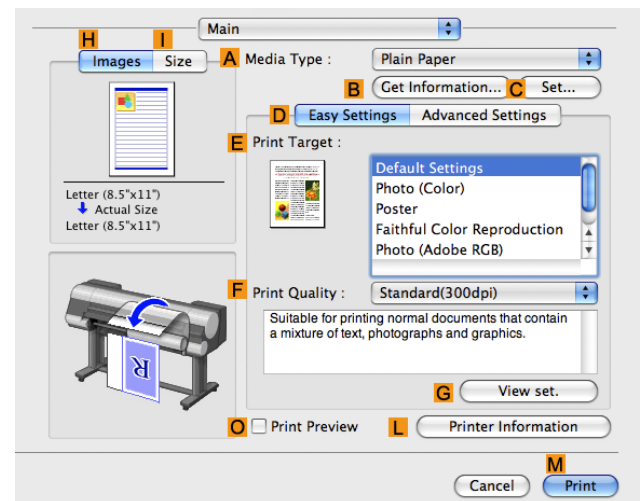 Main
H I
Images Size
A Media Type : Plain Paper
B Get Information... C Set...
D Easy Settings Advanced Settings
E Print Target :
Default Settings
Photo (Color)
Poster
Faithful Color Reproduction
Photo (Adobe RGB)
Letter (8.5"x11")
Actual Size
Letter (8.5"x11")
F Print Quality : Standard(300dpi)
Suitable for printing normal documents that contain
a mixture of text, photographs and graphics.
R
G View set.
O Print Preview L Printer Information
M
Cancel Print